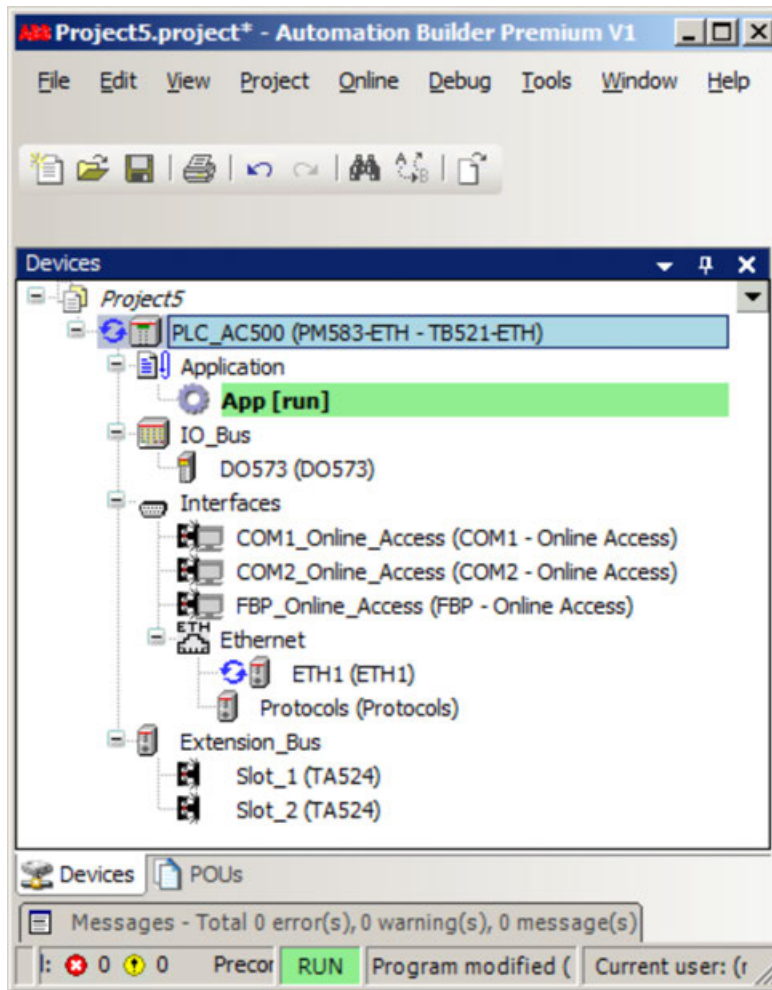 ABB Project5.project* - Automation Builder Premium V1
File Edit View Project Online Debug Tools Window Help
Devices
Project5
PLC_AC500 (PM583-ETH - TB521-ETH)
Application
App [run]
IO_Bus
DO573 (DO573)
Interfaces
COM1_Online_Access (COM1 - Online Access)
COM2_Online_Access (COM2 - Online Access)
FBP_Online_Access (FBP - Online Access)
ETH
Ethernet
ETH1 (ETH1)
Protocols (Protocols)
Extension_Bus
Slot_1 (TA524)
Slot_2 (TA524)
Devices POUs
Messages - Total 0 error(s), 0 warning(s), 0 message(s)
l: 0 0 Precor RUN Program modified ( Current user: (r